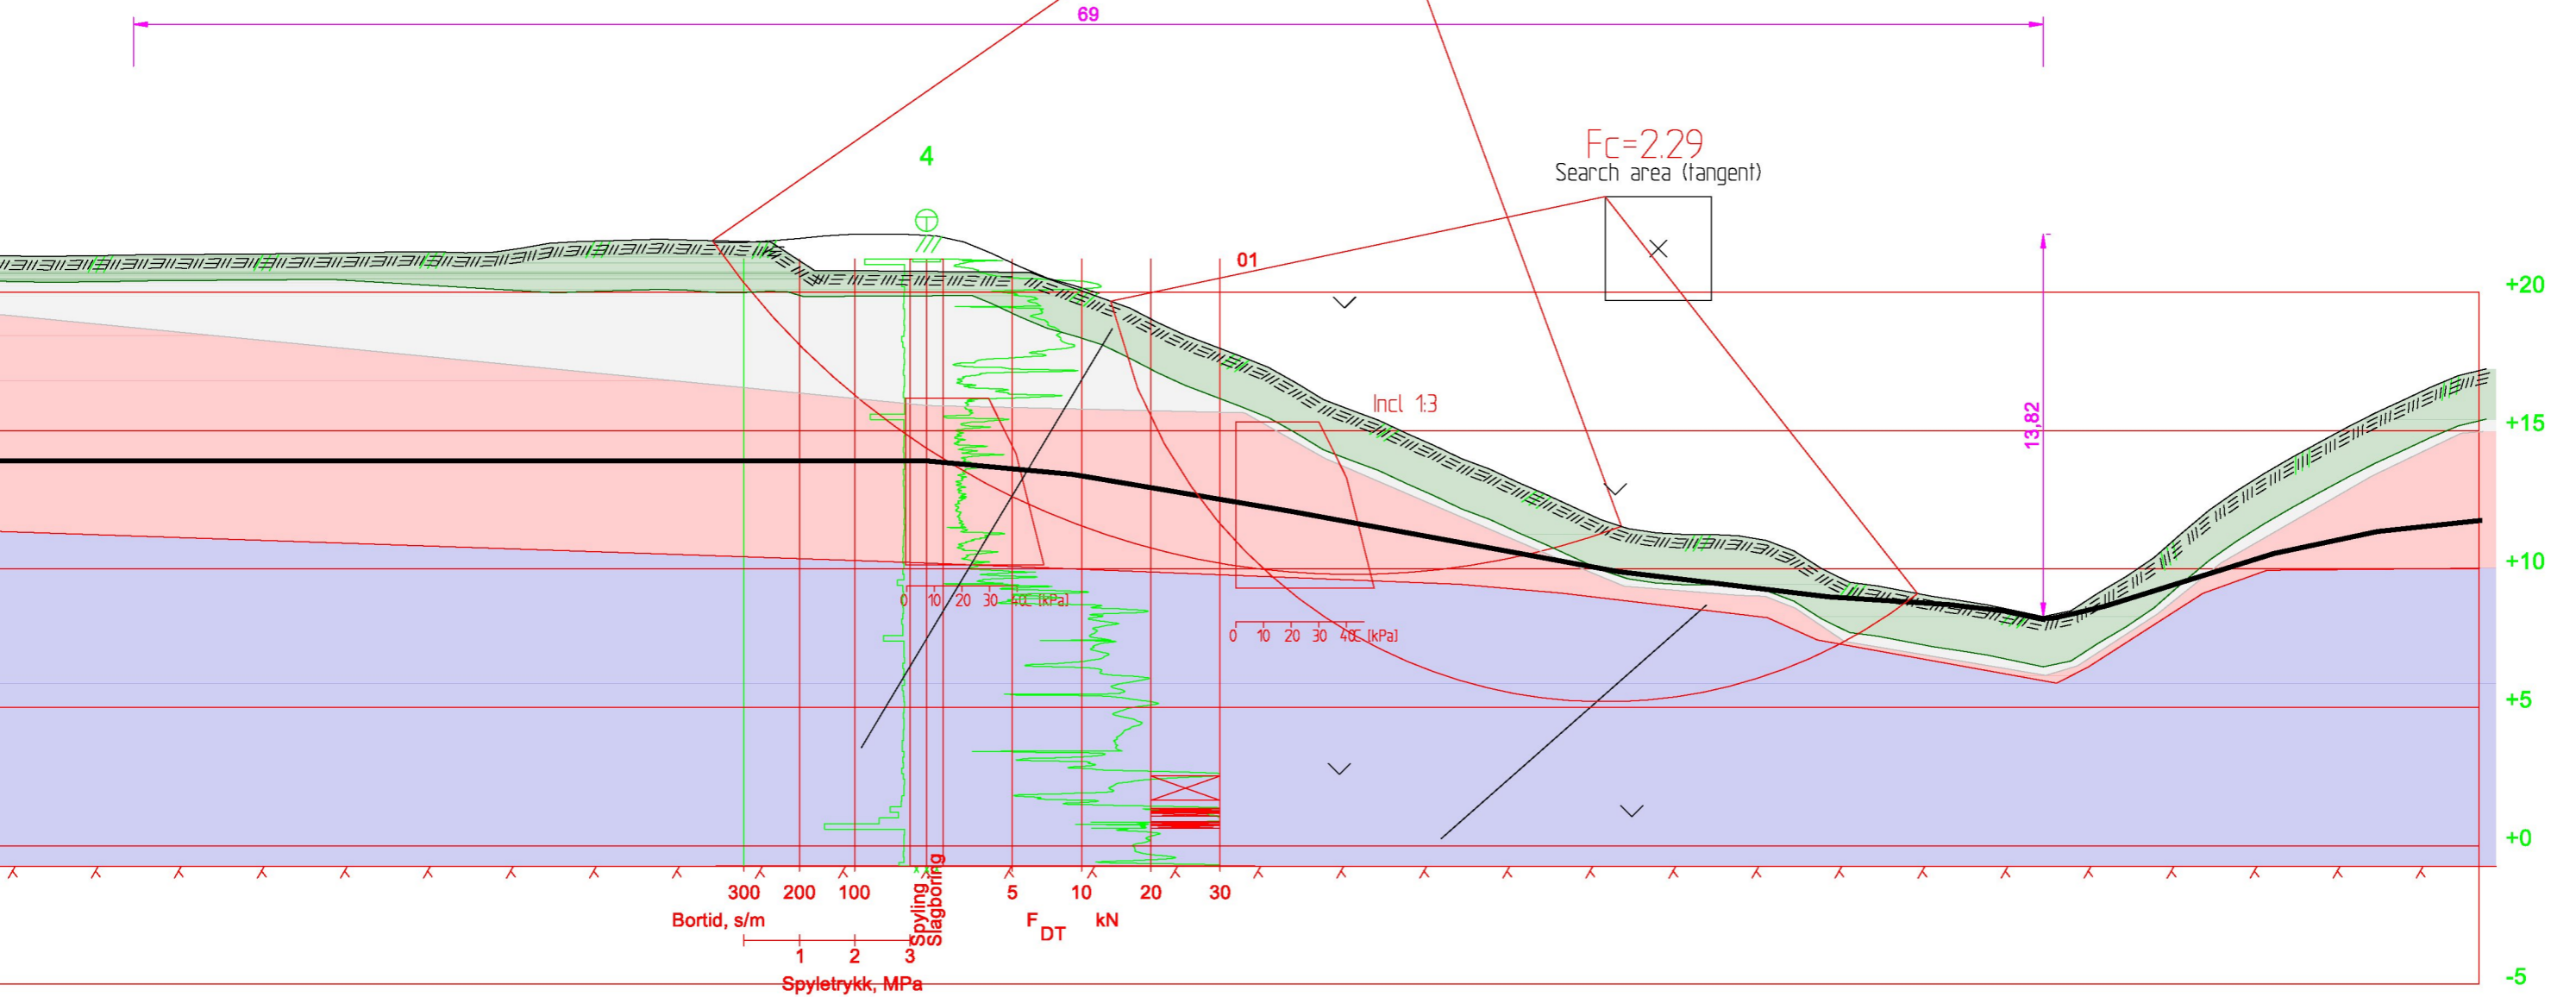 69
4
Fc=2.29
Search area (tangent)
01
+20
Incl 1:3
+15
13,82
+10
0 10 20 30 40 C [kPa]
0 10 20 30 40 C [kPa]
+5
+0
300 200 100 Spyling Slagboring 5 10 20 30
Bortid, s/m
F DT kN
1 2 3
Spyletrykk, MPa
-5